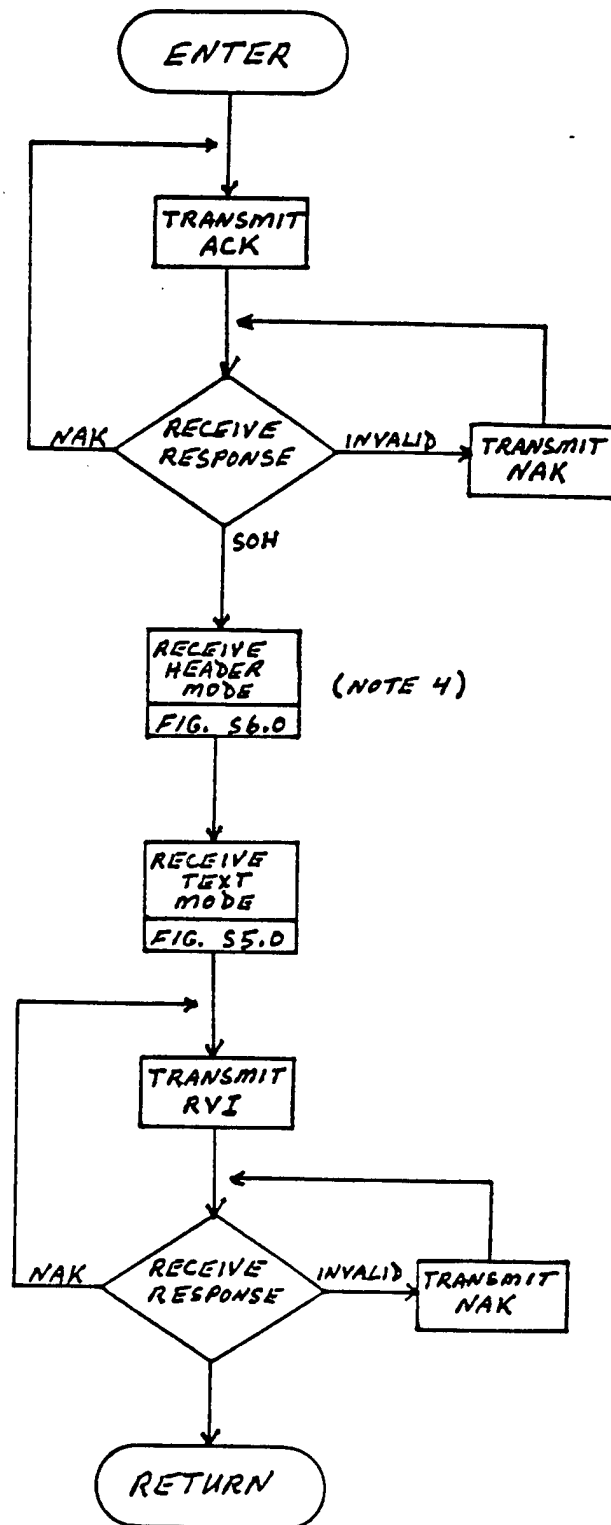 ENTER
TRANSMIT
ACK
RECEIVE
RESPONSE
NAK
INVALID
TRANSMIT
NAK
SOH
RECEIVE
HEADER
MODE
(NOTE 4)
FIG. S6.0
RECEIVE
TEXT
MODE
FIG. S5.0
TRANSMIT
RVI
RECEIVE
RESPONSE
NAK
INVALID
TRANSMIT
NAK
RETURN